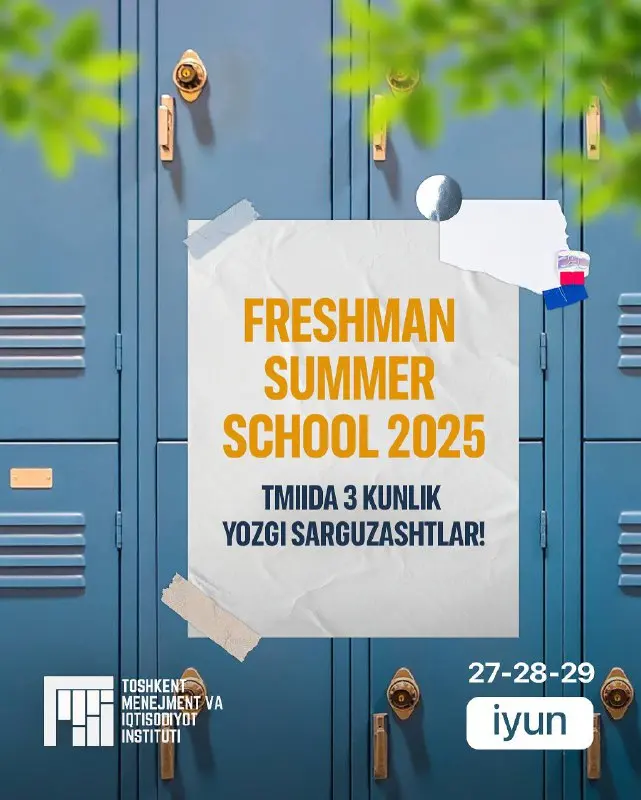 FRESHMAN
SUMMER
SCHOOL 2025
TMIIDA 3 KUNLIK
YOZGI SARGUZASHTLAR!
27-28-29
iyun
TOSHKENT
MENEJMENT VA
IQTISODIYOT
INSTITUTI